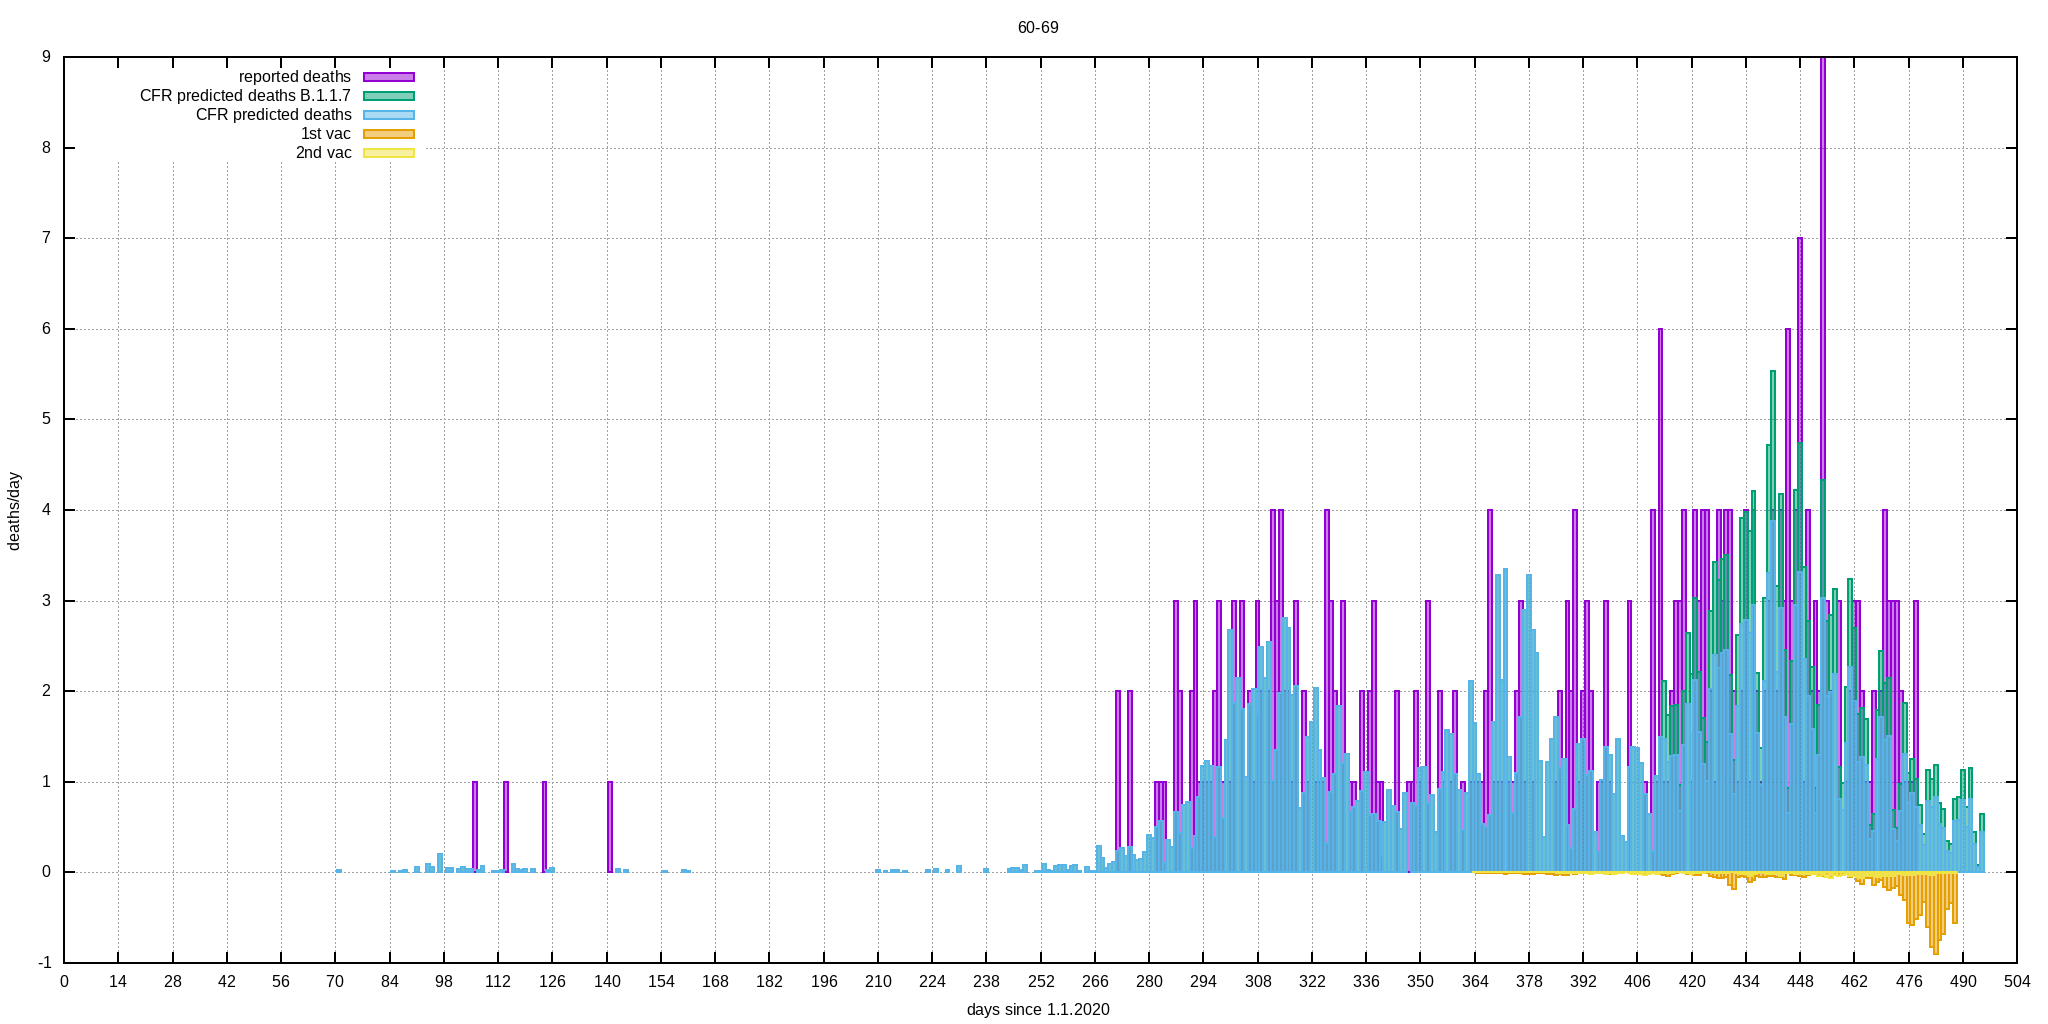 60-69
reported deaths
CFR predicted deaths B.1.1.7
CFR predicted deaths
1st vac
2nd vac
9
8
7
6
5
4
3
2
1
0
-1
deaths/day
0 14 28 42 56 70 84 98 112 126 140 154 168 182 196 210 224 238 252 266 280 294 308 322 336 350 364 378 392 406 420 434 448 462 476 490 504
days since 1.1.2020